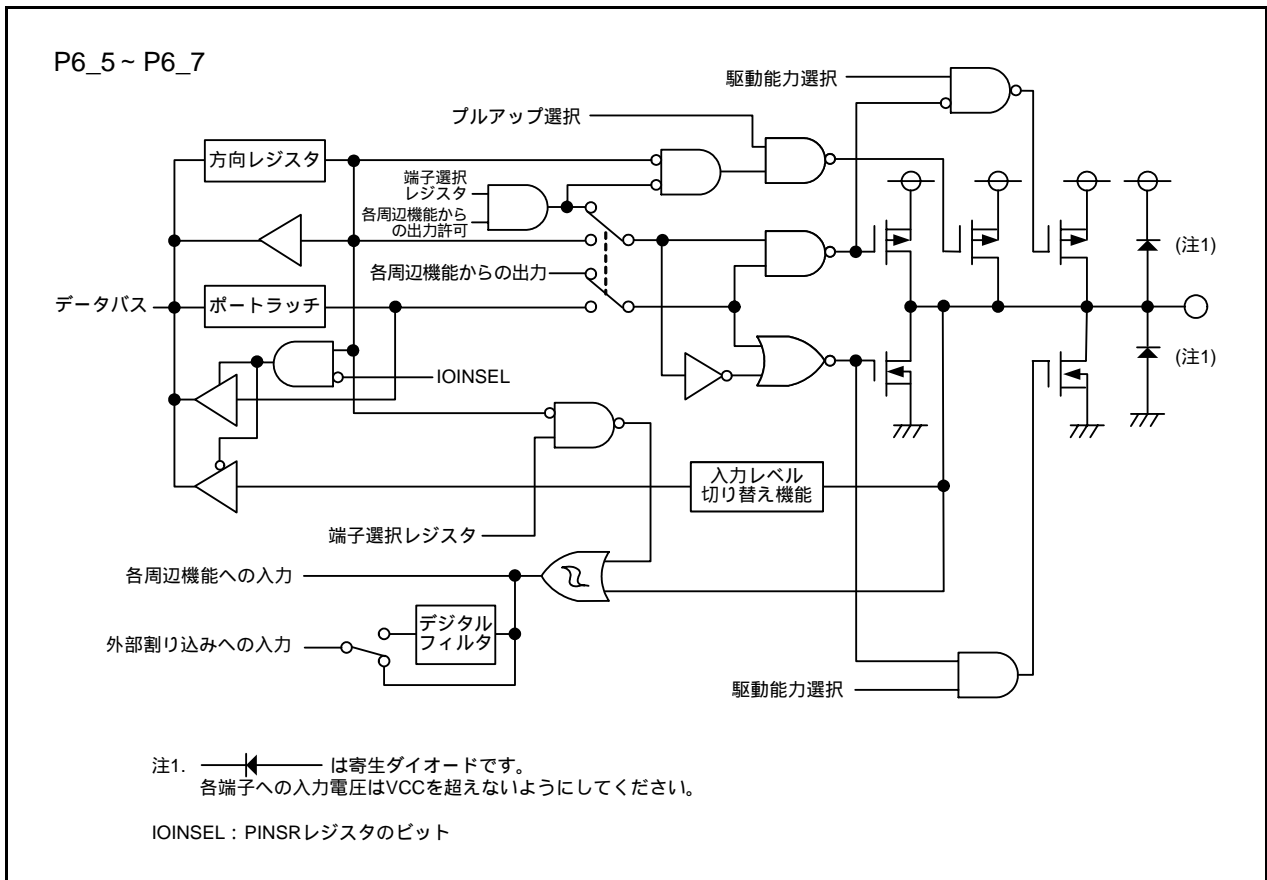 P6_5 ~ P6_7
駆動能力選択
プルアップ選択
方向レジスタ
端子選択
レジスタ
各周辺機能から
の出力許可
(注1)
各周辺機能からの出力
データバス
ポートラッチ
(注1)
IOINSEL
入力レベル
切り替え機能
端子選択レジスタ
各周辺機能への入力
デジタル
フィルタ
外部割り込みへの入力
駆動能力選択
注1. は寄生ダイオードです。
各端子への入力電圧はVCCを超えないようにしてください。
IOINSEL:PINSRレジスタのビット